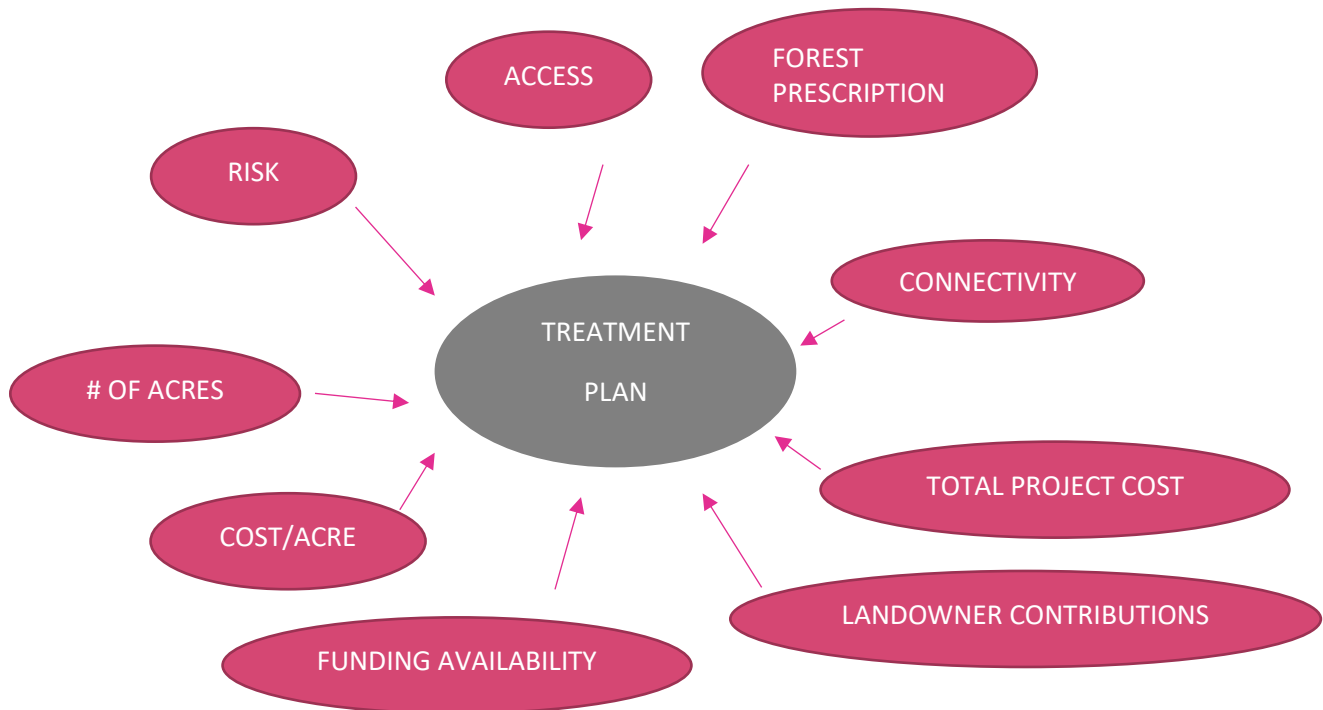 ACCESS
FOREST
PRESCRIPTION
RISK
CONNECTIVITY
TREATMENT
PLAN
# OF ACRES
TOTAL PROJECT COST
COST/ACRE
LANDOWNER CONTRIBUTIONS
FUNDING AVAILABILITY